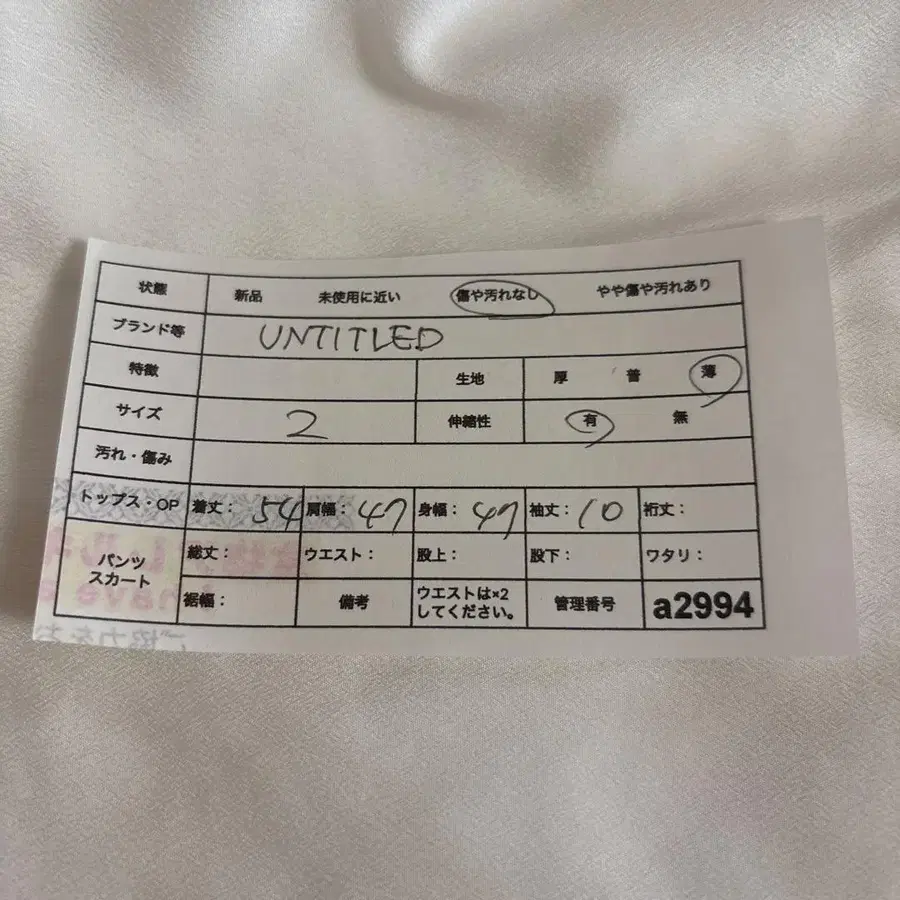 状態 新品 未使用に近い 傷や汚れなし やや傷や汚れあり
ブランド等 UNTITLED
特徴 生地 厚 普 薄
サイズ 2 伸縮性 有 無
汚れ・傷み
トップス・OP 着丈： 54 肩幅： 47 身幅： 47 袖丈： 10 裄丈：
パンツ スカート 総丈： ウエスト： 股上： 股下： ワタリ：
裾幅： 備考 ウエストは×2 してください。 管理番号 a2994